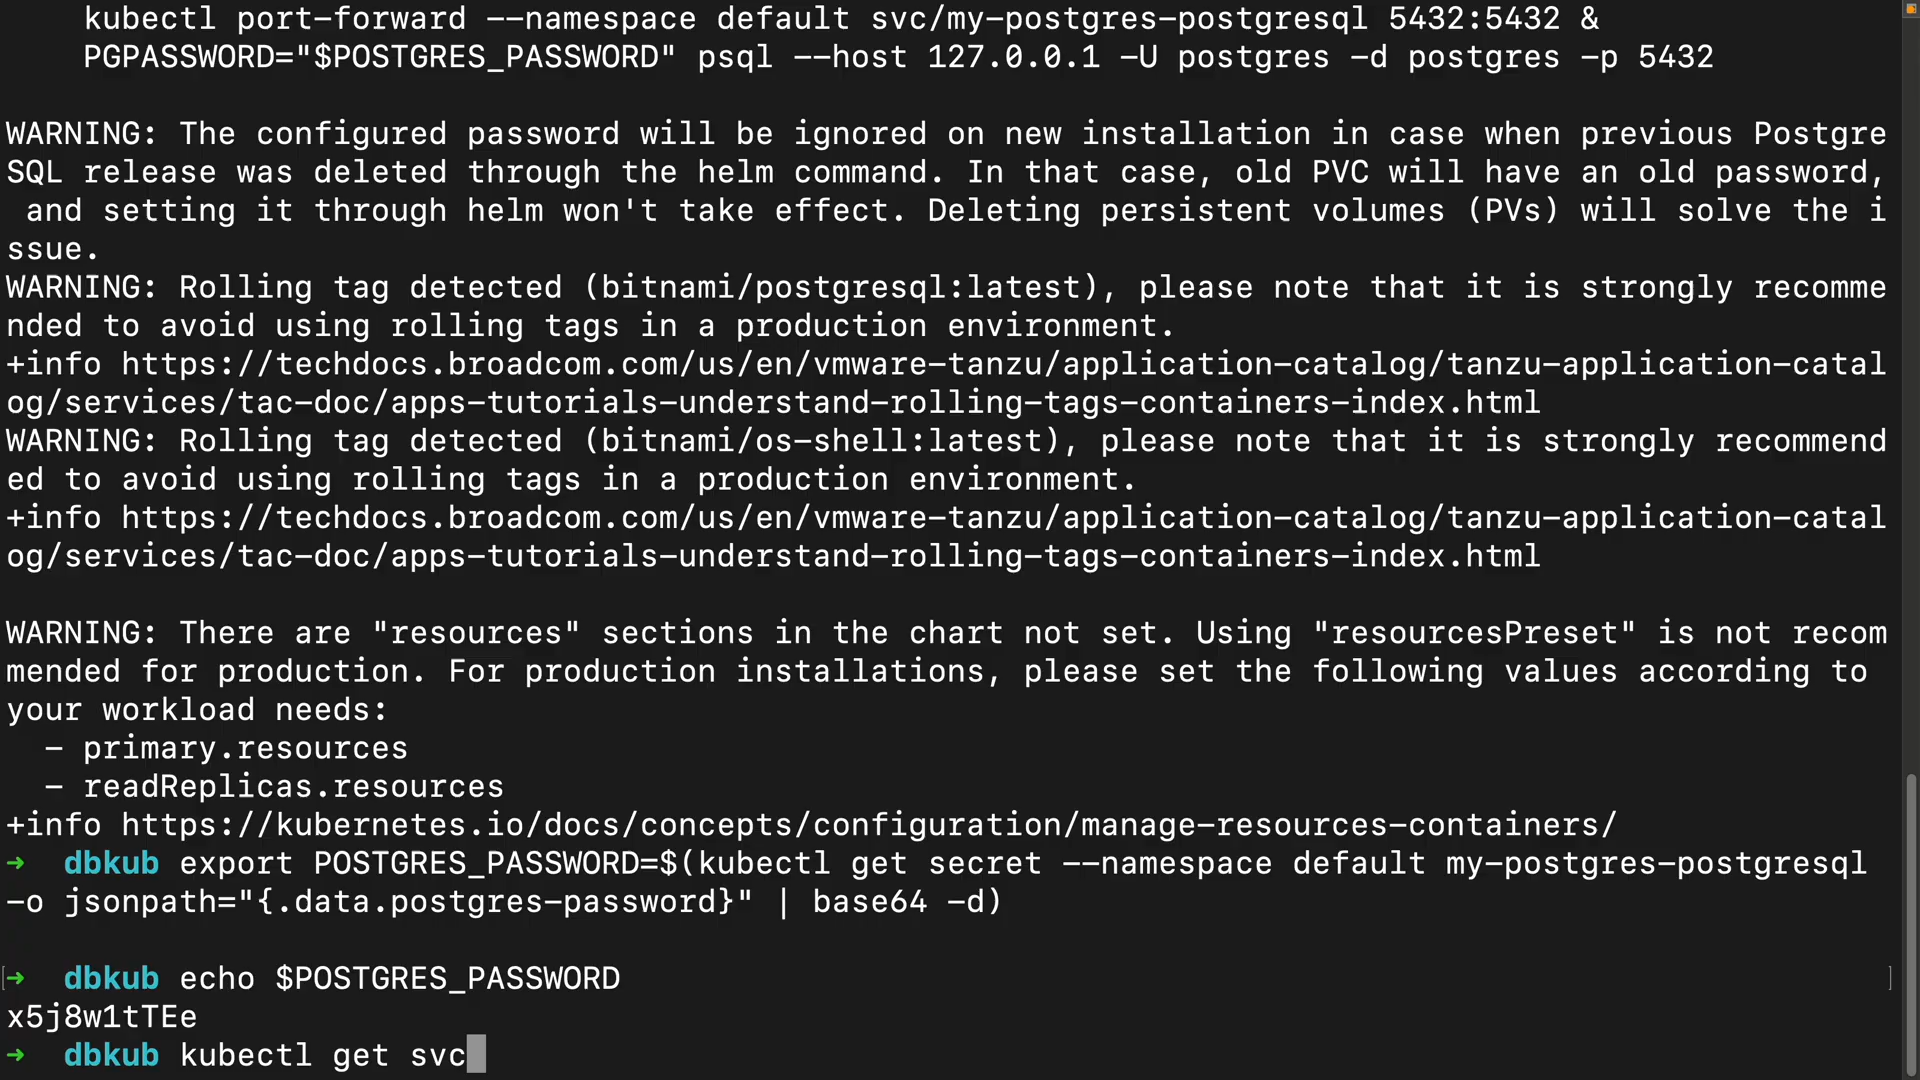 kubectl port-forward --namespace default svc/my-postgres-postgresql 5432:5432 &
PGPASSWORD="$POSTGRES_PASSWORD" psql --host 127.0.0.1 -U postgres -d postgres -p 5432
WARNING: The configured password will be ignored on new installation in case when previous Postgre
SQL release was deleted through the helm command. In that case, old PVC will have an old password,
and setting it through helm won't take effect. Deleting persistent volumes (PVs) will solve the i
ssue.
WARNING: Rolling tag detected (bitnami/postgresql:latest), please note that it is strongly recomme
nded to avoid using rolling tags in a production environment.
+info https://techdocs.broadcom.com/us/en/vmware-tanzu/application-catalog/tanzu-application-catal
og/services/tac-doc/apps-tutorials-understand-rolling-tags-containers-index.html
WARNING: Rolling tag detected (bitnami/os-shell:latest), please note that it is strongly recommend
ed to avoid using rolling tags in a production environment.
+info https://techdocs.broadcom.com/us/en/vmware-tanzu/application-catalog/tanzu-application-catal
og/services/tac-doc/apps-tutorials-understand-rolling-tags-containers-index.html
WARNING: There are "resources" sections in the chart not set. Using "resourcesPreset" is not recom
mended for production. For production installations, please set the following values according to
your workload needs:
- primary.resources
- readReplicas.resources
+info https://kubernetes.io/docs/concepts/configuration/manage-resources-containers/
➜ dbkub export POSTGRES_PASSWORD=$(kubectl get secret --namespace default my-postgres-postgresql
-o jsonpath="{.data.postgres-password}" | base64 -d)
➜ dbkub echo $POSTGRES_PASSWORD
x5j8w1tTEe
➜ dbkub kubectl get svc